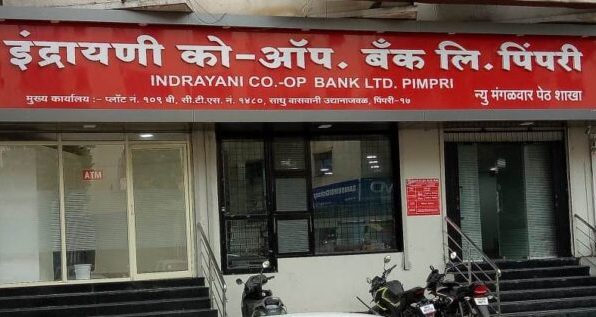 इंद्रायणी को-ऑप. बँक लि. पिंपरी
INDRAYANI CO.-OP BANK LTD. PIMPRI
मुख्य कार्यालय :- प्लॉट नं. १०९ बी, सी.टी.एस. नं. १४८०, साधु वासवानी उद्यानाजवळ, पिंपरी-१७
न्यु मंगळवार पेठ शाखा
ATM